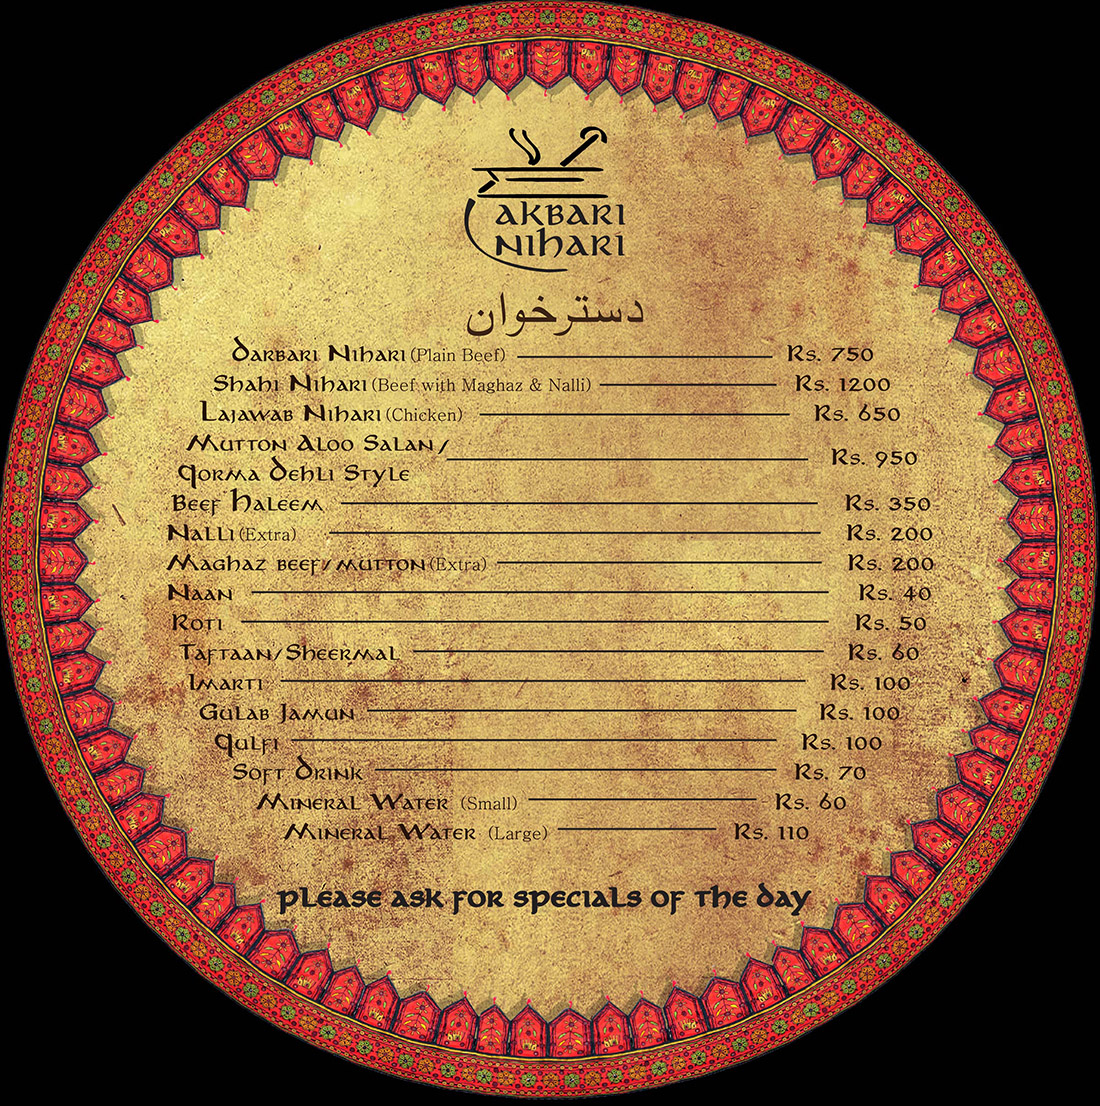 AKBARI
NIHARI
دسترخوان
Darbari Nihari (Plain Beef) Rs. 750
Shahi Nihari (Beef with Maghaz & Nalli) Rs. 1200
Lajawab Nihari (Chicken) Rs. 650
Mutton Aloo Salan /
Qorma Dehli Style Rs. 950
Beef Haleem Rs. 350
Nalli (Extra) Rs. 200
Maghaz beef/mutton (Extra) Rs. 200
Naan Rs. 40
Roti Rs. 50
Taftaan/Sheermal Rs. 60
Imarti Rs. 100
Gulab Jamun Rs. 100
Qulfi Rs. 100
Soft Drink Rs. 70
Mineral Water (Small) Rs. 60
Mineral Water (Large) Rs. 110
please ask for specials of the day